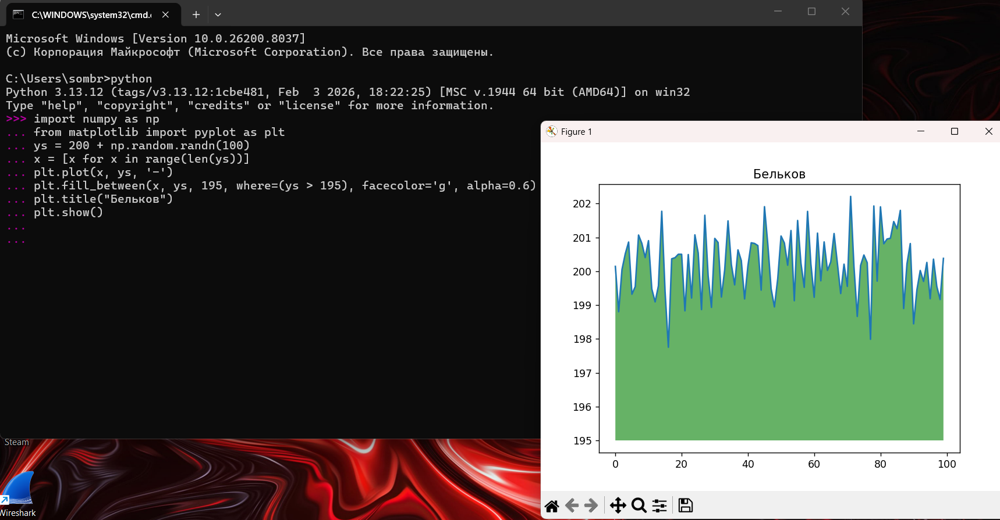 C:\WINDOWS\system32\cmd.e
Microsoft Windows [Version 10.0.26200.8037]
(c) Корпорация Майкрософт (Microsoft Corporation). Все права защищены.
C:\Users\sombr>python
Python 3.13.12 (tags/v3.13.12:1cbe481, Feb  3 2026, 18:22:25) [MSC v.1944 64 bit (AMD64)] on win32
Type "help", "copyright", "credits" or "license" for more information.
>>> import numpy as np
... from matplotlib import pyplot as plt
... ys = 200 + np.random.randn(100)
... x = [x for x in range(len(ys))]
... plt.plot(x, ys, '-')
... plt.fill_between(x, ys, 195, where=(ys > 195), facecolor='g', alpha=0.6)
... plt.title("Бельков")
... plt.show()
...
...
Figure 1
Бельков
202
201
200
199
198
197
196
195
0 20 40 60 80 100
Steam
Wireshark